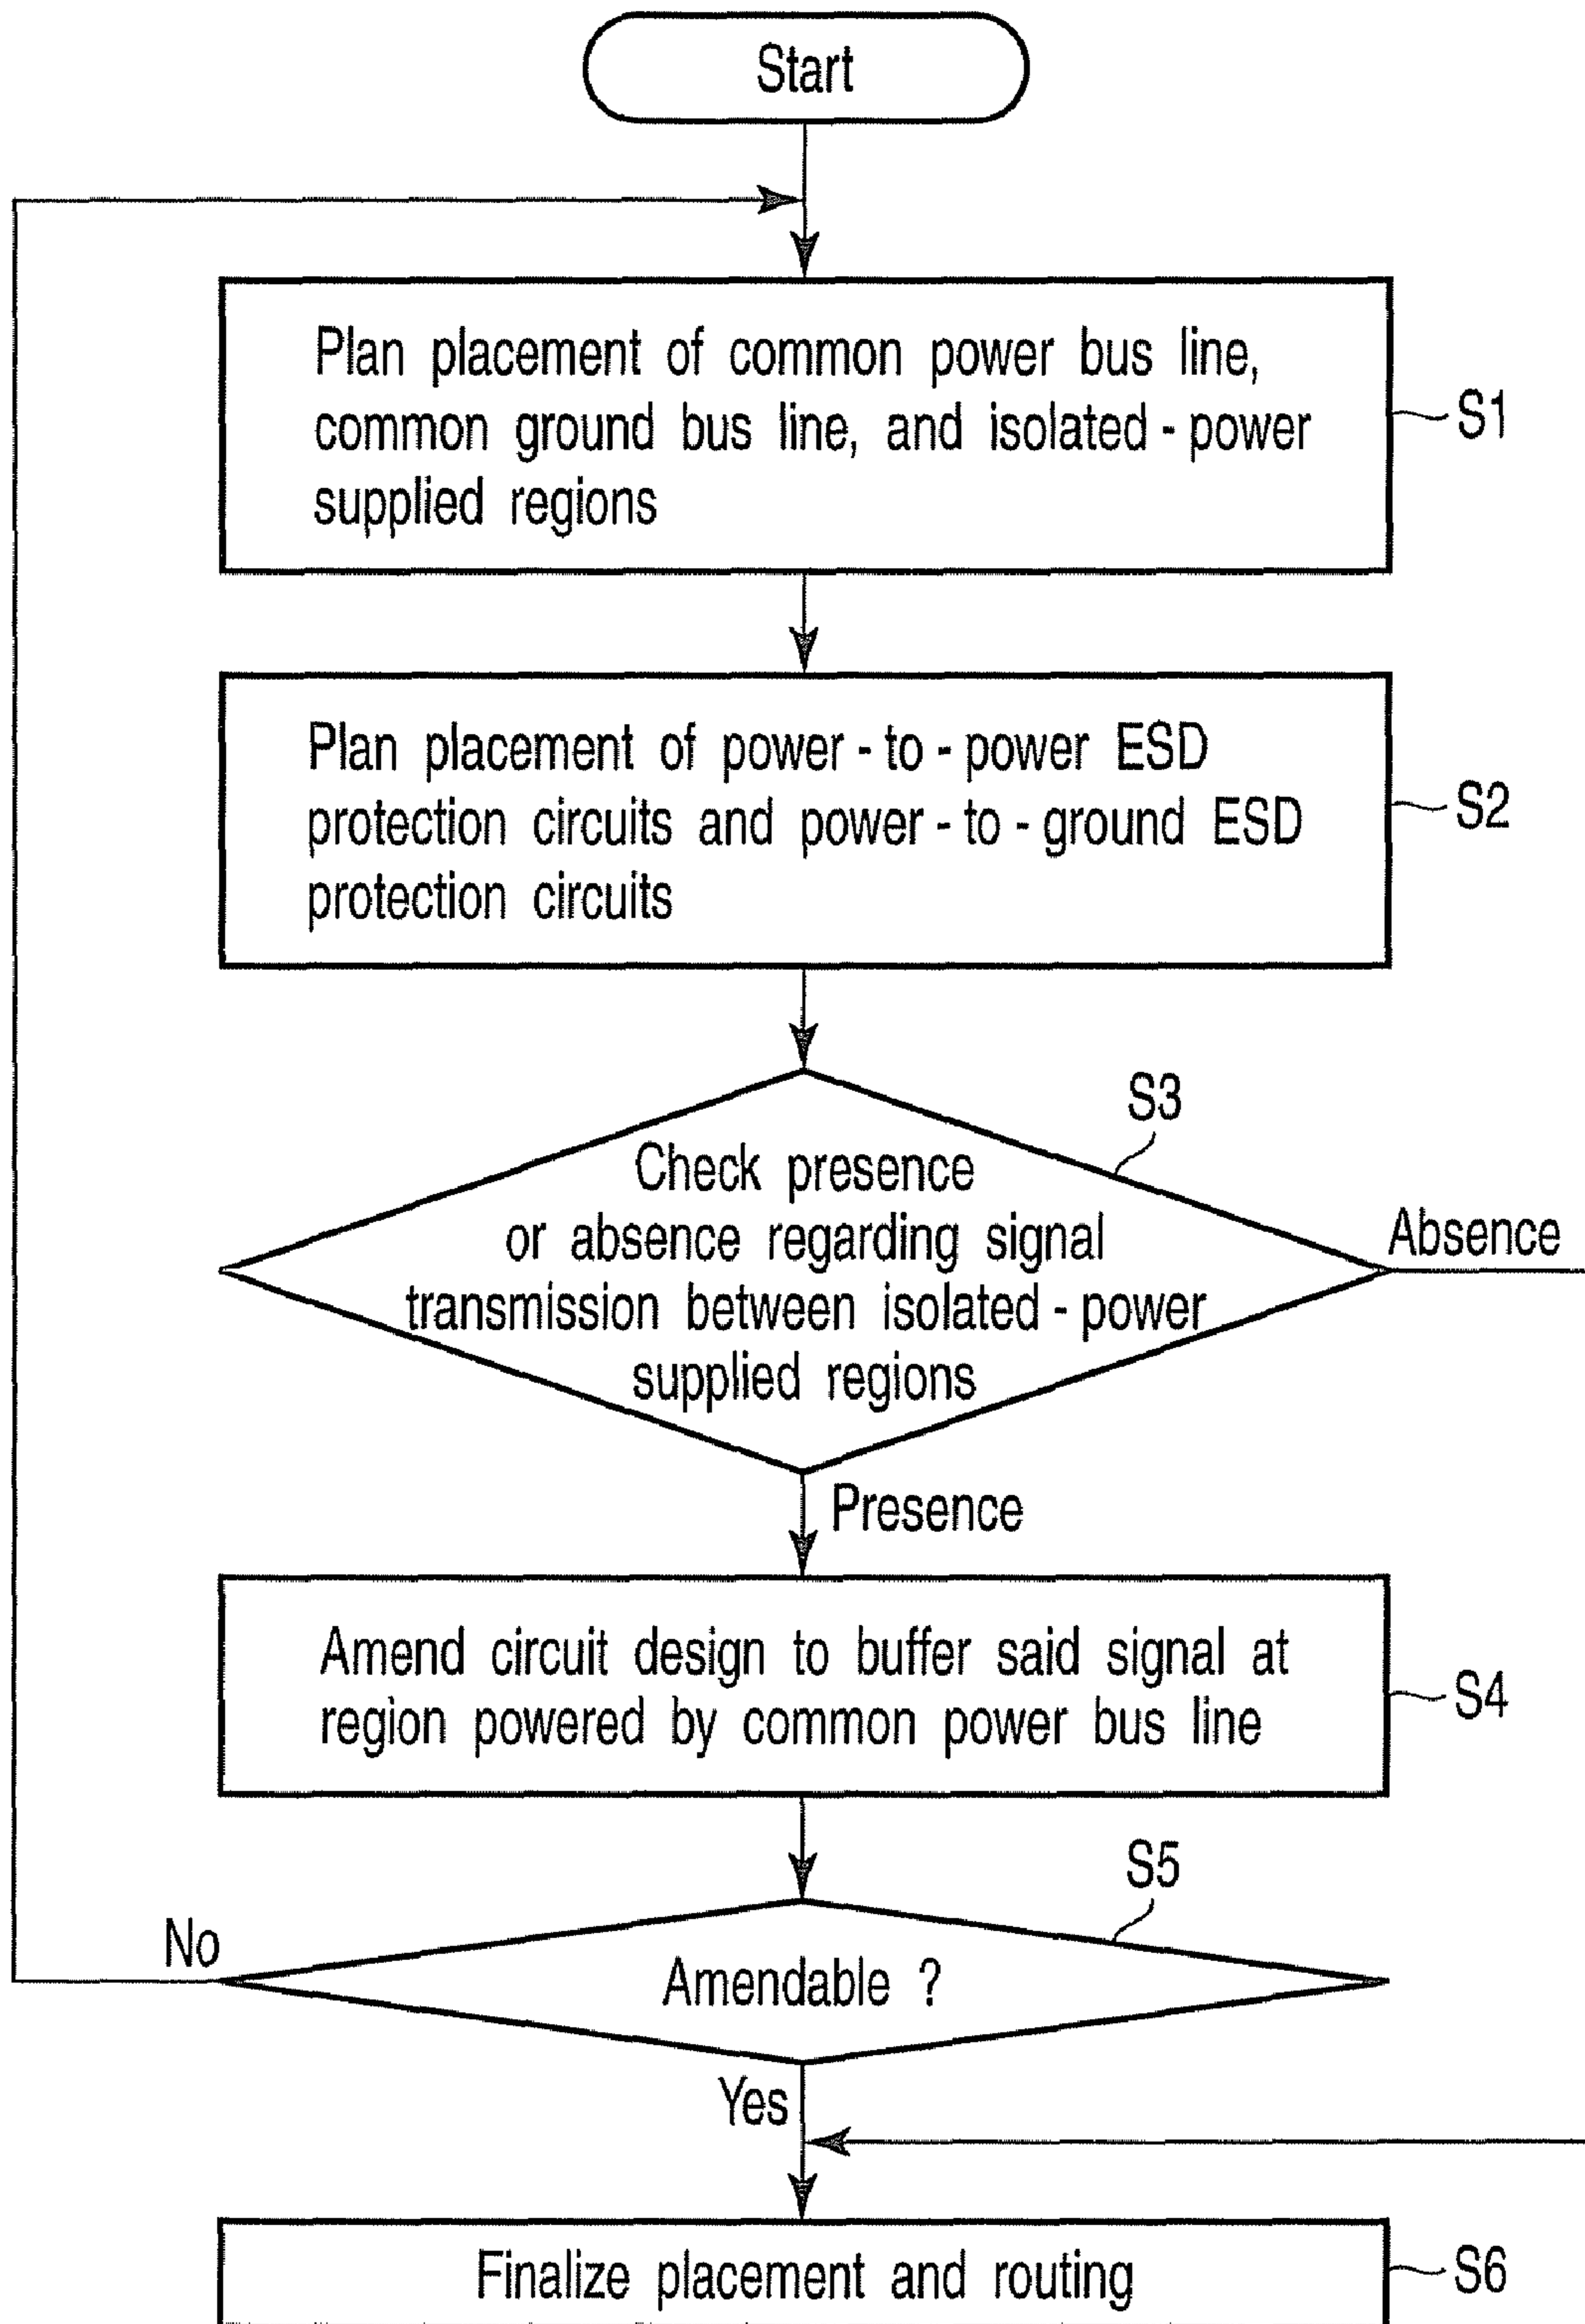 Start
Plan placement of common power bus line,
common ground bus line, and isolated - power
supplied regions
S1
Plan placement of power - to - power ESD
protection circuits and power - to - ground ESD
protection circuits
S2
S3
Check presence
or absence regarding signal
transmission between isolated - power
supplied regions
Absence
Presence
Amend circuit design to buffer said signal at
region powered by common power bus line
S4
S5
No
Amendable ?
Yes
Finalize placement and routing
S6